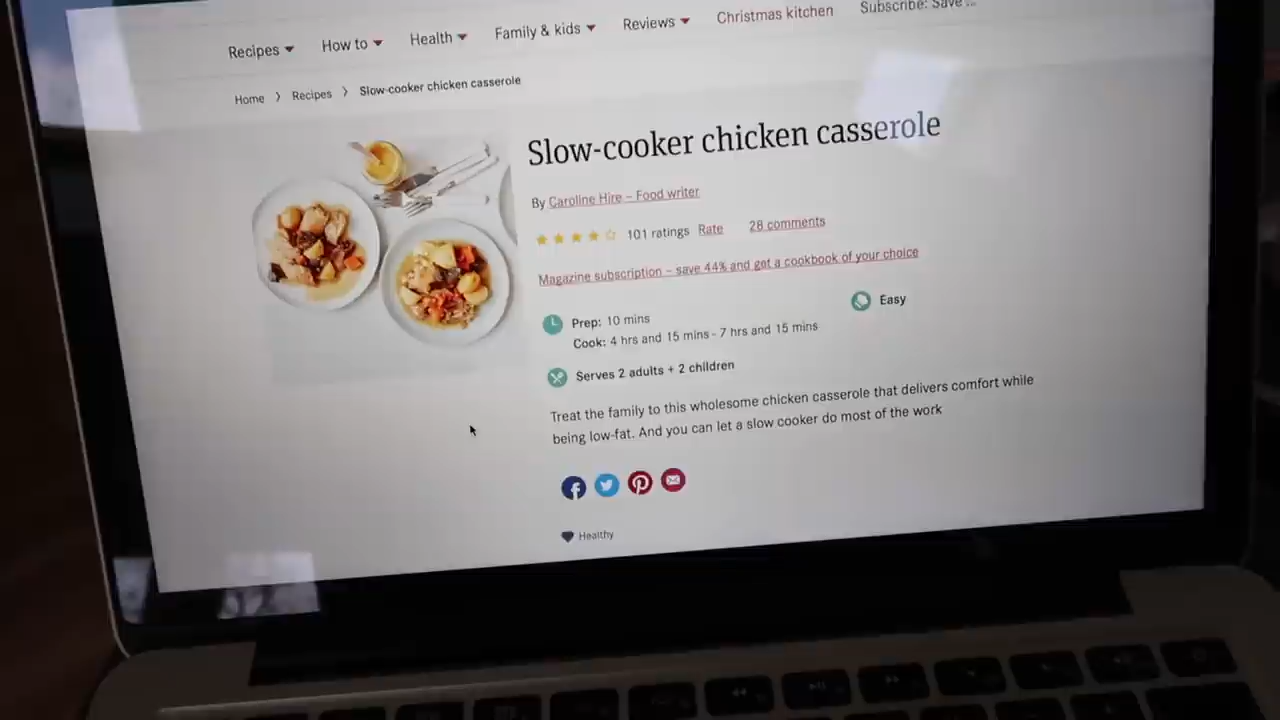 Recipes How to Health Family & kids Reviews Christmas kitchen Subscribe: Save ...
Home > Recipes > Slow-cooker chicken casserole
Slow-cooker chicken casserole
By Caroline Hire – Food writer
101 ratings Rate 28 comments
Magazine subscription – save 44% and get a cookbook of your choice
Prep: 10 mins
Cook: 4 hrs and 15 mins - 7 hrs and 15 mins
Easy
Serves 2 adults + 2 children
Treat the family to this wholesome chicken casserole that delivers comfort while
being low-fat. And you can let a slow cooker do most of the work
Healthy